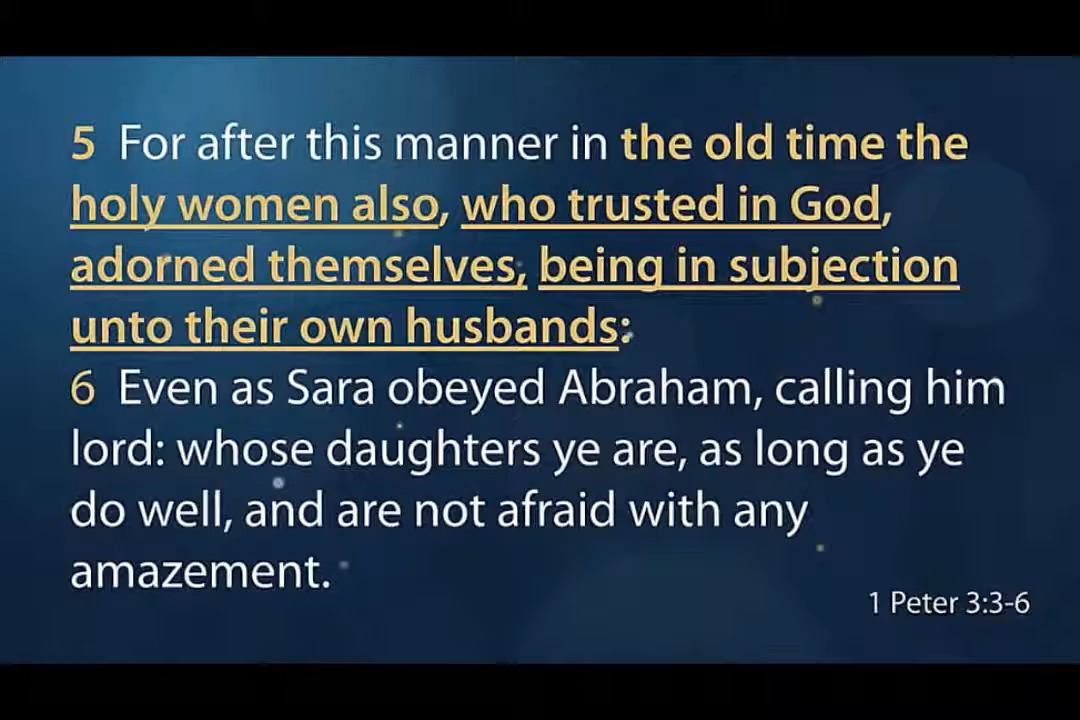 5 For after this manner in the old time the
holy women also, who trusted in God,
adorned themselves, being in subjection
unto their own husbands:
6 Even as Sara obeyed Abraham, calling him
lord: whose daughters ye are, as long as ye
do well, and are not afraid with any
amazement.
1 Peter 3:3-6